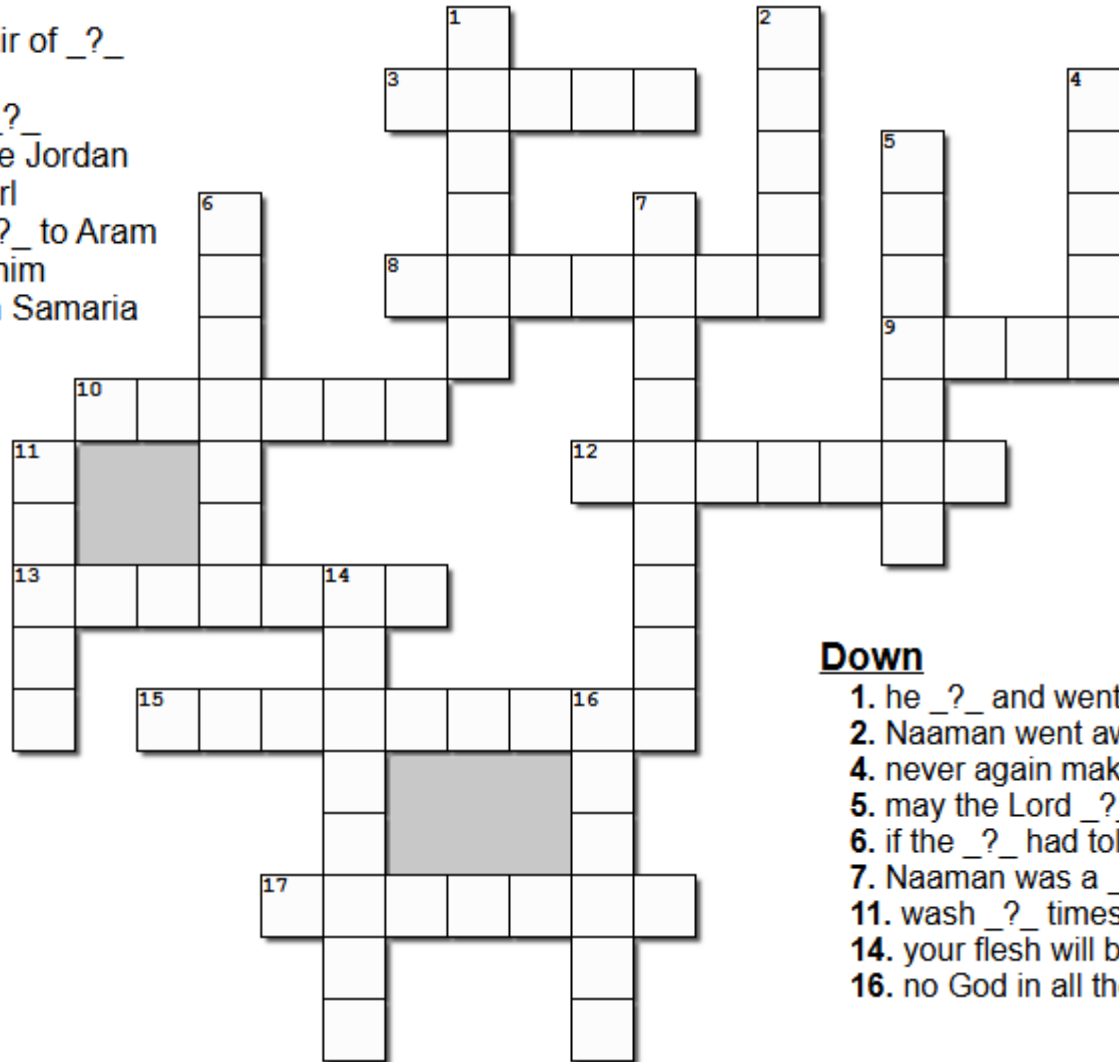 1
2
ir of _?_
3
4
?_
5
e Jordan
rl
6
7
?_ to Aram
8
him
Samaria
9
10
11
12
13
14
15
16
17
Down
1. he _?_ and went
2. Naaman went aw
4. never again mak
5. may the Lord _?_
6. if the _?_ had tol
7. Naaman was a _
11. wash _?_ times
14. your flesh will b
16. no God in all the